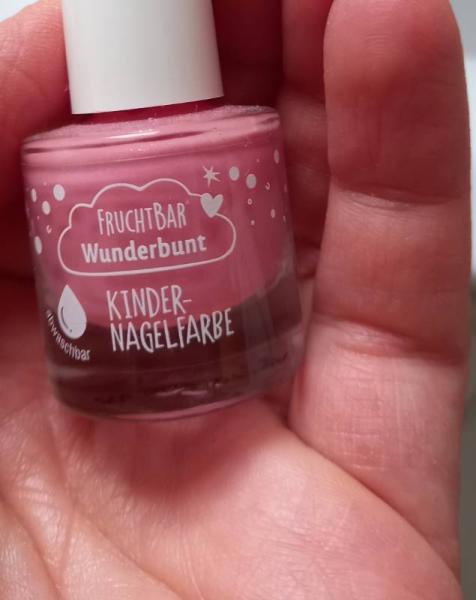 FRUCHTBAR
Wunderbunt
KINDER-
NAGELFARBE
abwaschbar